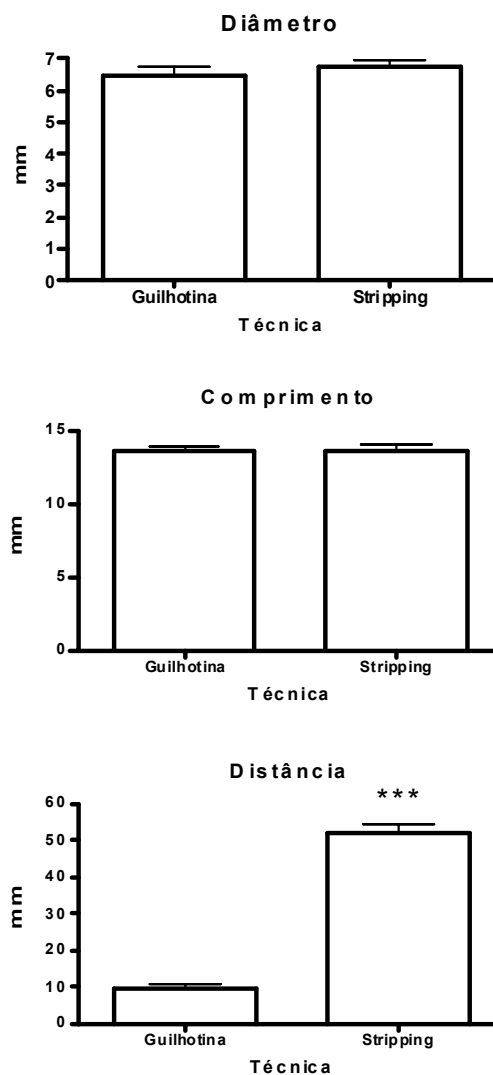 Diâmetro
7
6
5
4
3
2
1
0
mm
Guilhotina Stripping
Técnica
Comprimento
15
10
5
0
mm
Guilhotina Stripping
Técnica
Distância
***
60
50
40
30
20
10
0
mm
Guilhotina Stripping
Técnica